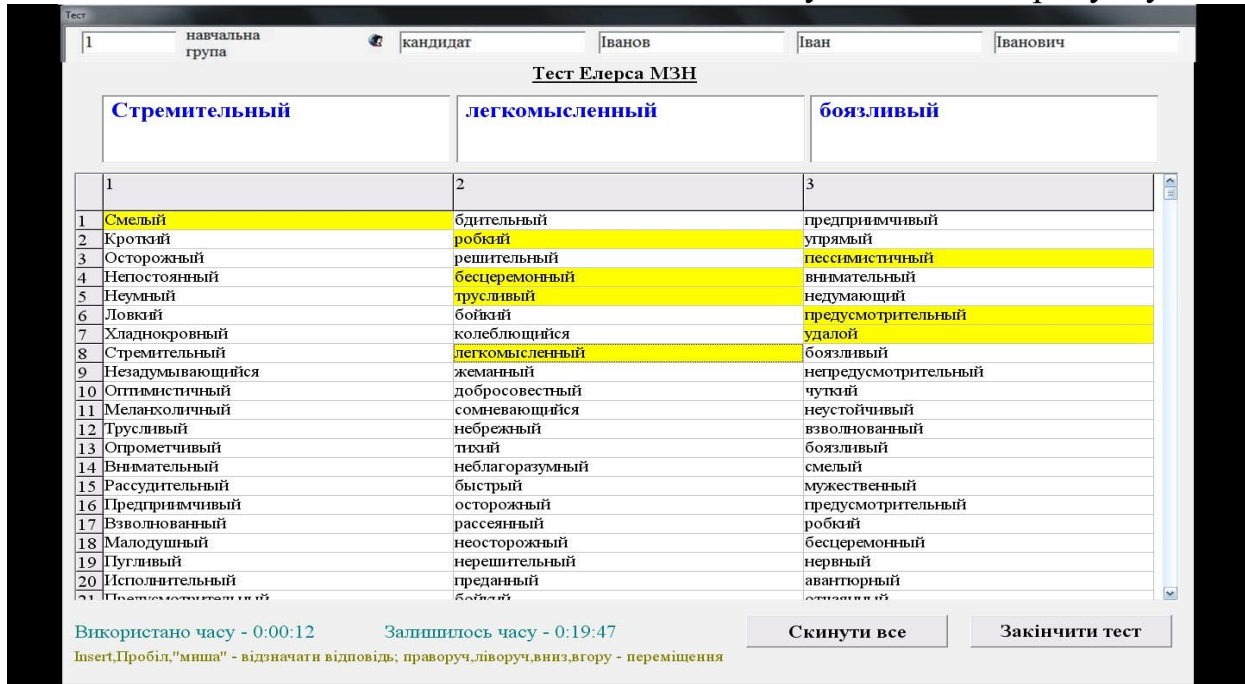 Тест
1 навчальна група кандидат Іванов Іван Іванович
Тест Елерса МЗН
Стремительный легкомысленный боязливый
1 2 3
1 Смелый бдительный предприимчивый
2 Кроткий робкий упрямый
3 Осторожный решительный пессимистичный
4 Непостоянный бесцеремонный внимательный
5 Неумный трусливый недумающий
6 Ловкий бойкий предусмотрительный
7 Хладнокровный колеблющийся удалой
8 Стремительный легкомысленный боязливый
9 Незадумывающийся жеманный непредусмотрительный
10 Оптимистичный добросовестный чуткий
11 Меланхоличный сомневающийся неустойчивый
12 Трусливый небрежный взволнованный
13 Опрометчивый тихий боязливый
14 Внимательный неблагоразумный смелый
15 Рассудительный быстрый мужественный
16 Предприимчивый осторожный предусмотрительный
17 Взволнованный рассеянный робкий
18 Малодушный неосторожный бесцеремонный
19 Пугливый нерешительный нервный
20 Исполнительный преданный авантюрный
21 Предусмотрительный бойкий отчаянный
Використано часу - 0:00:12 Залишилось часу - 0:19:47 Скинути все Закінчити тест
Insert,Пробіл,"миша" - відзначати відповідь; праворуч,ліворуч,вниз,вгору - переміщення